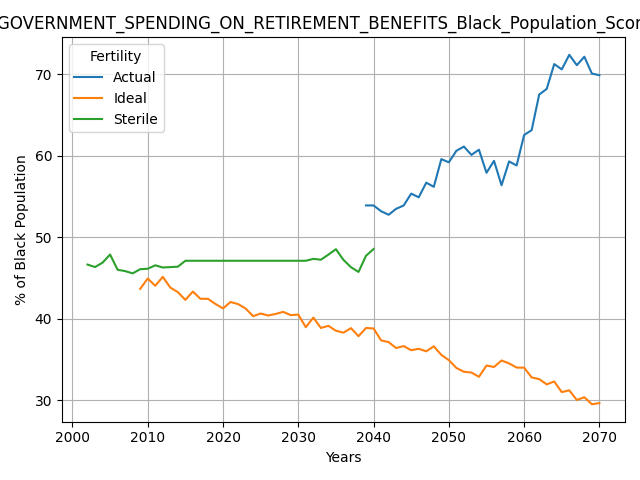 GOVERNMENT_SPENDING_ON_RETIREMENT_BENEFITS_Black_Population_Scor
Fertility
Actual
Ideal
Sterile
% of Black Population
70
60
50
40
30
2000 2010 2020 2030 2040 2050 2060 2070
Years